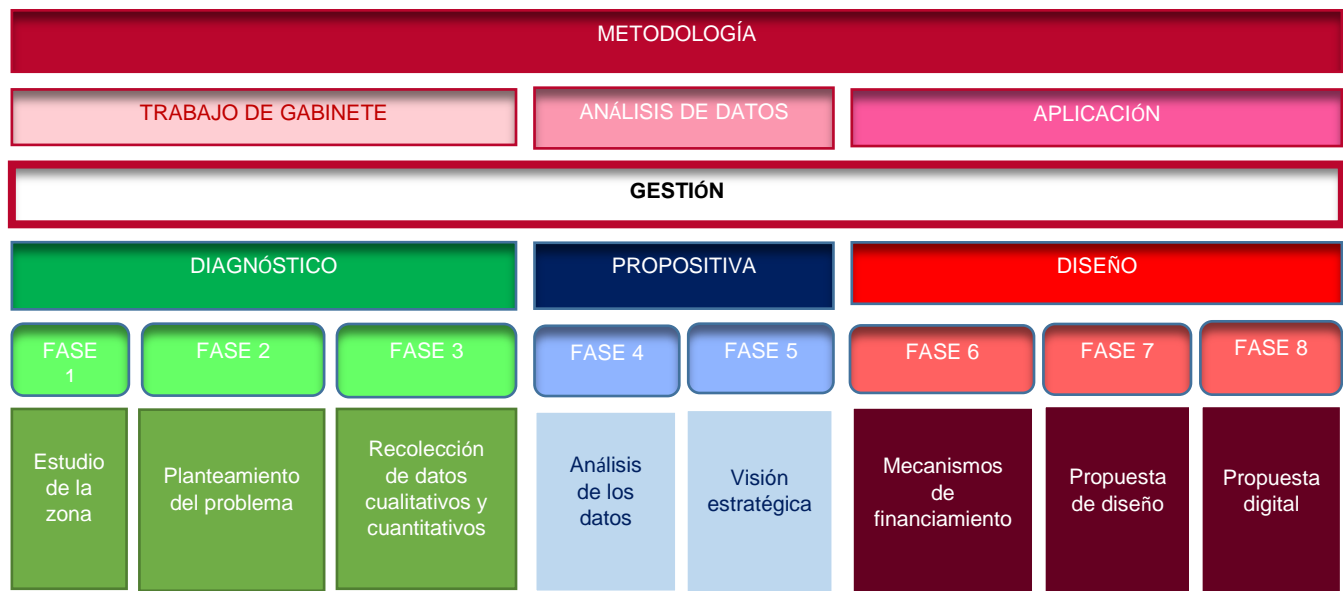 METODOLOGÍA
TRABAJO DE GABINETE
ANÁLISIS DE DATOS
APLICACIÓN
GESTIÓN
DIAGNÓSTICO
PROPOSITIVA
DISEÑO
FASE
1
FASE 2
FASE 3
FASE 4
FASE 5
FASE 6
FASE 7
FASE 8
Estudio
de la
zona
Planteamiento
del problema
Recolección
de datos
cualitativos y
cuantitativos
Análisis
de los
datos
Visión
estratégica
Mecanismos
de
financiamiento
Propuesta
de diseño
Propuesta
digital